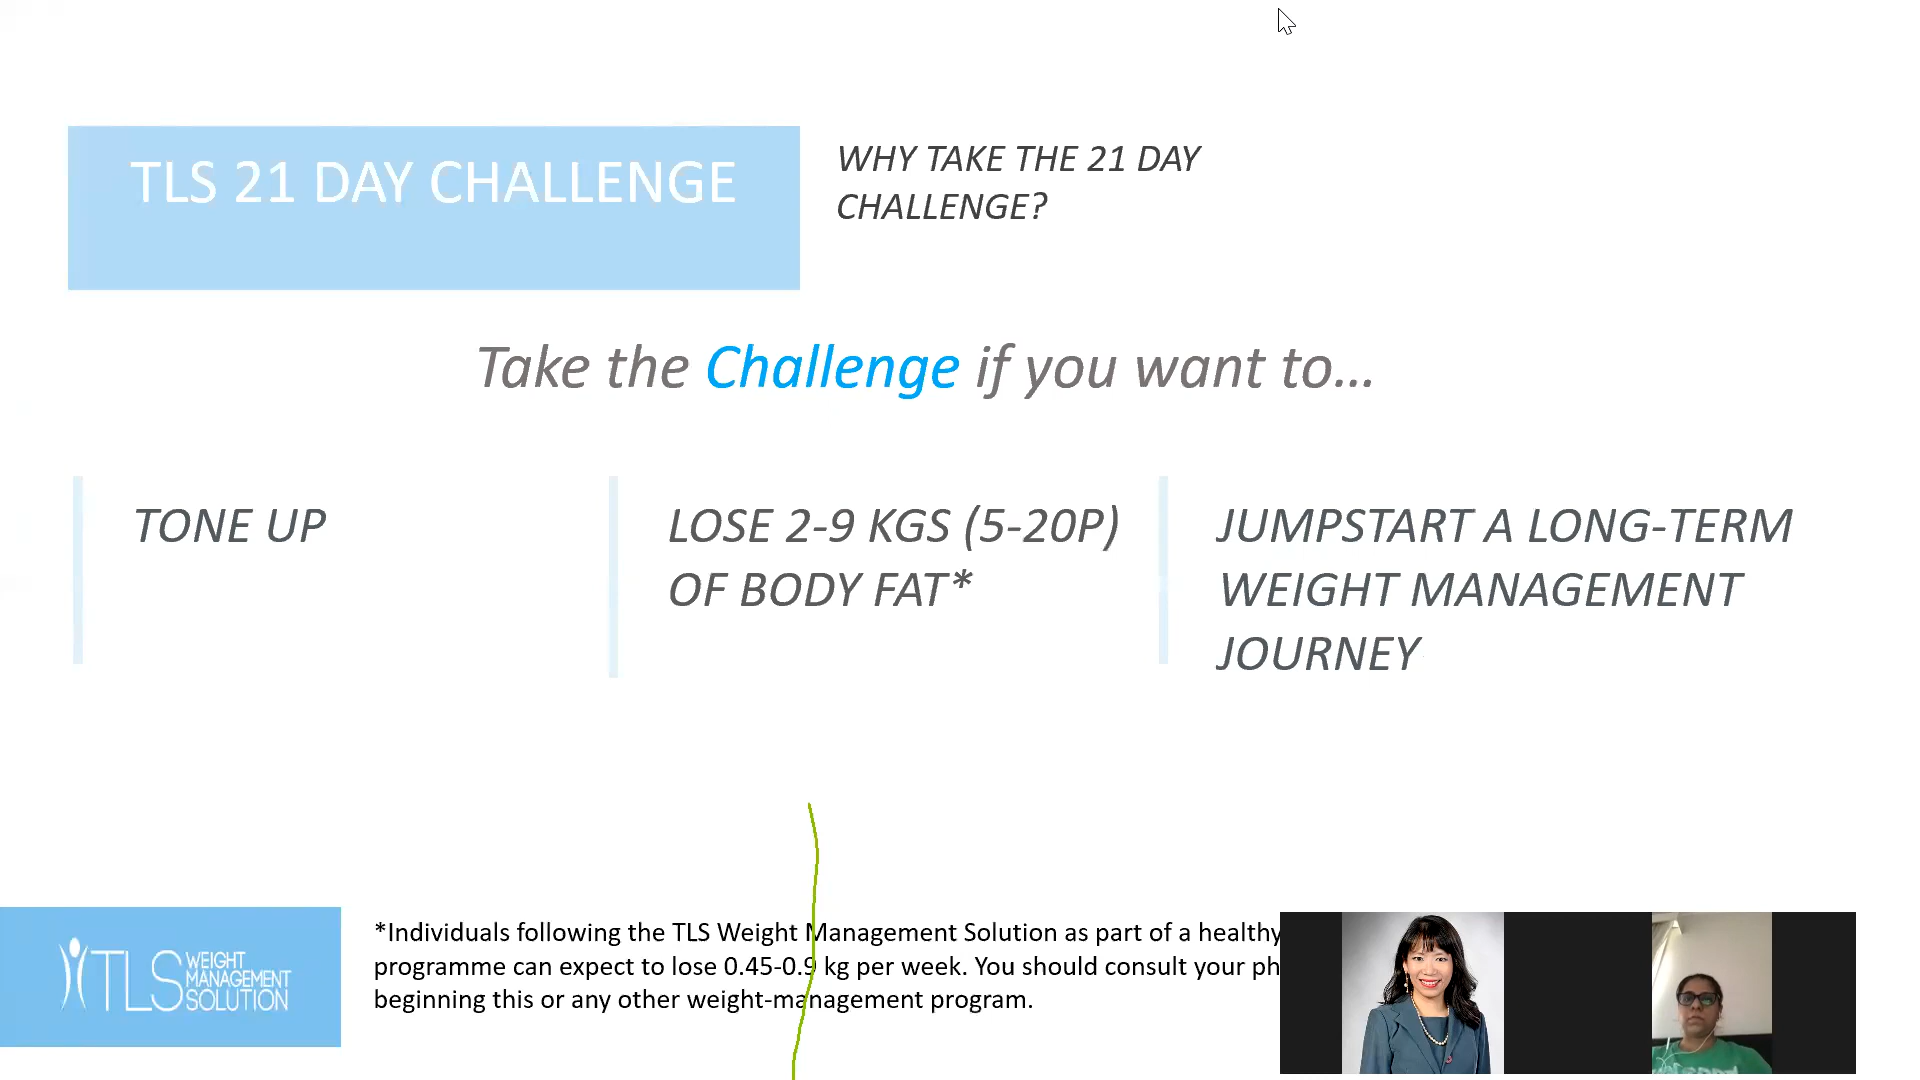 TLS 21 DAY CHALLENGE
WHY TAKE THE 21 DAY
CHALLENGE?
Take the Challenge if you want to...
TONE UP
LOSE 2-9 KGS (5-20P)
OF BODY FAT*
JUMPSTART A LONG-TERM
WEIGHT MANAGEMENT
JOURNEY
*Individuals following the TLS Weight Management Solution as part of a healthy
programme can expect to lose 0.45-0.9 kg per week. You should consult your ph
beginning this or any other weight-management program.
TLS WEIGHT
MANAGEMENT
SOLUTION